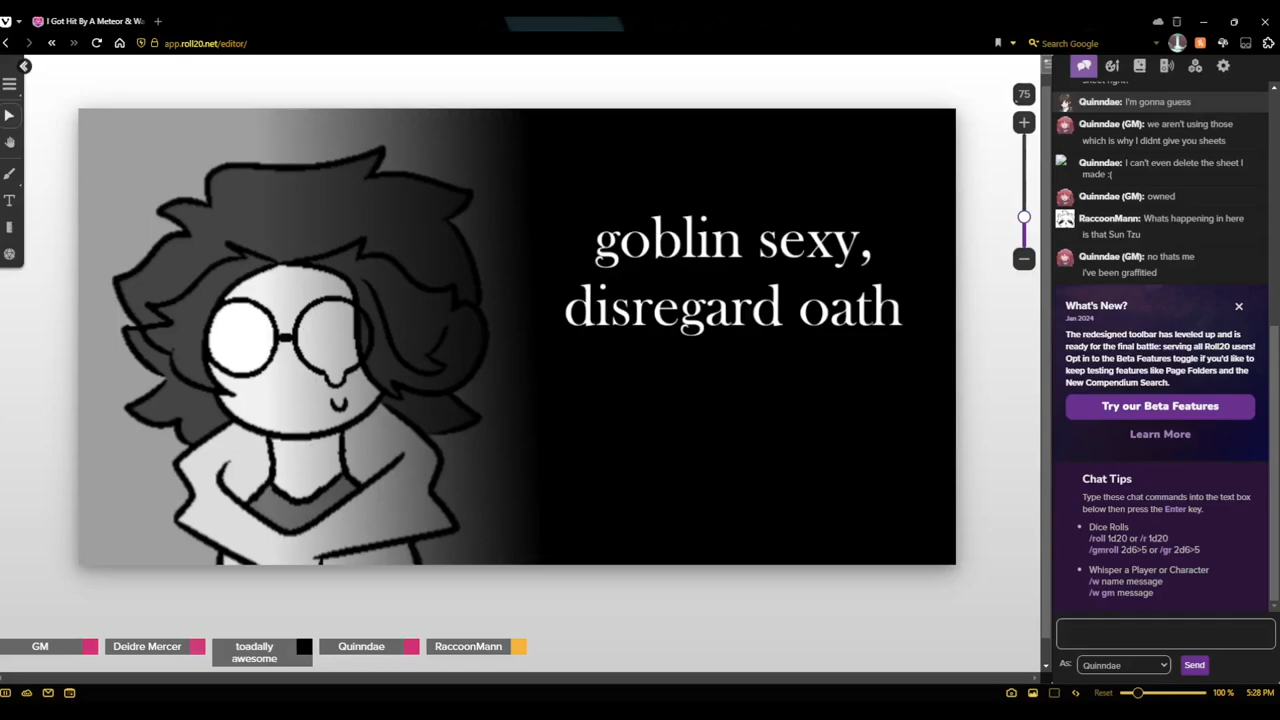 I Got Hit By A Meteor & Wa
app.roll20.net/editor/
Search Google
75
goblin sexy,
disregard oath
Quinndae: I'm gonna guess
Quinndae (GM): we aren't using those
which is why I didnt give you sheets
Quinndae: I can't even delete the sheet I
made :(
Quinndae (GM): owned
RaccoonMann: Whats happening in here
is that Sun Tzu
Quinndae (GM): no thats me
I've been graffitied
What's New?
Jan 2024
The redesigned toolbar has leveled up and is
ready for the final battle: serving all Roll20 users!
Opt in to the Beta Features toggle if you'd like to
keep testing features like Page Folders and the
New Compendium Search.
Try our Beta Features
Learn More
Chat Tips
Type these chat commands into the text box
below then press the Enter key.
Dice Rolls
/roll 1d20 or /r 1d20
/gmroll 2d6>5 or /gr 2d6>5
Whisper a Player or Character
/w name message
/w gm message
GM
Deidre Mercer
toadally
awesome
Quinndae
RaccoonMann
As:
Quinndae
Send
Reset
100 %
5:28 PM